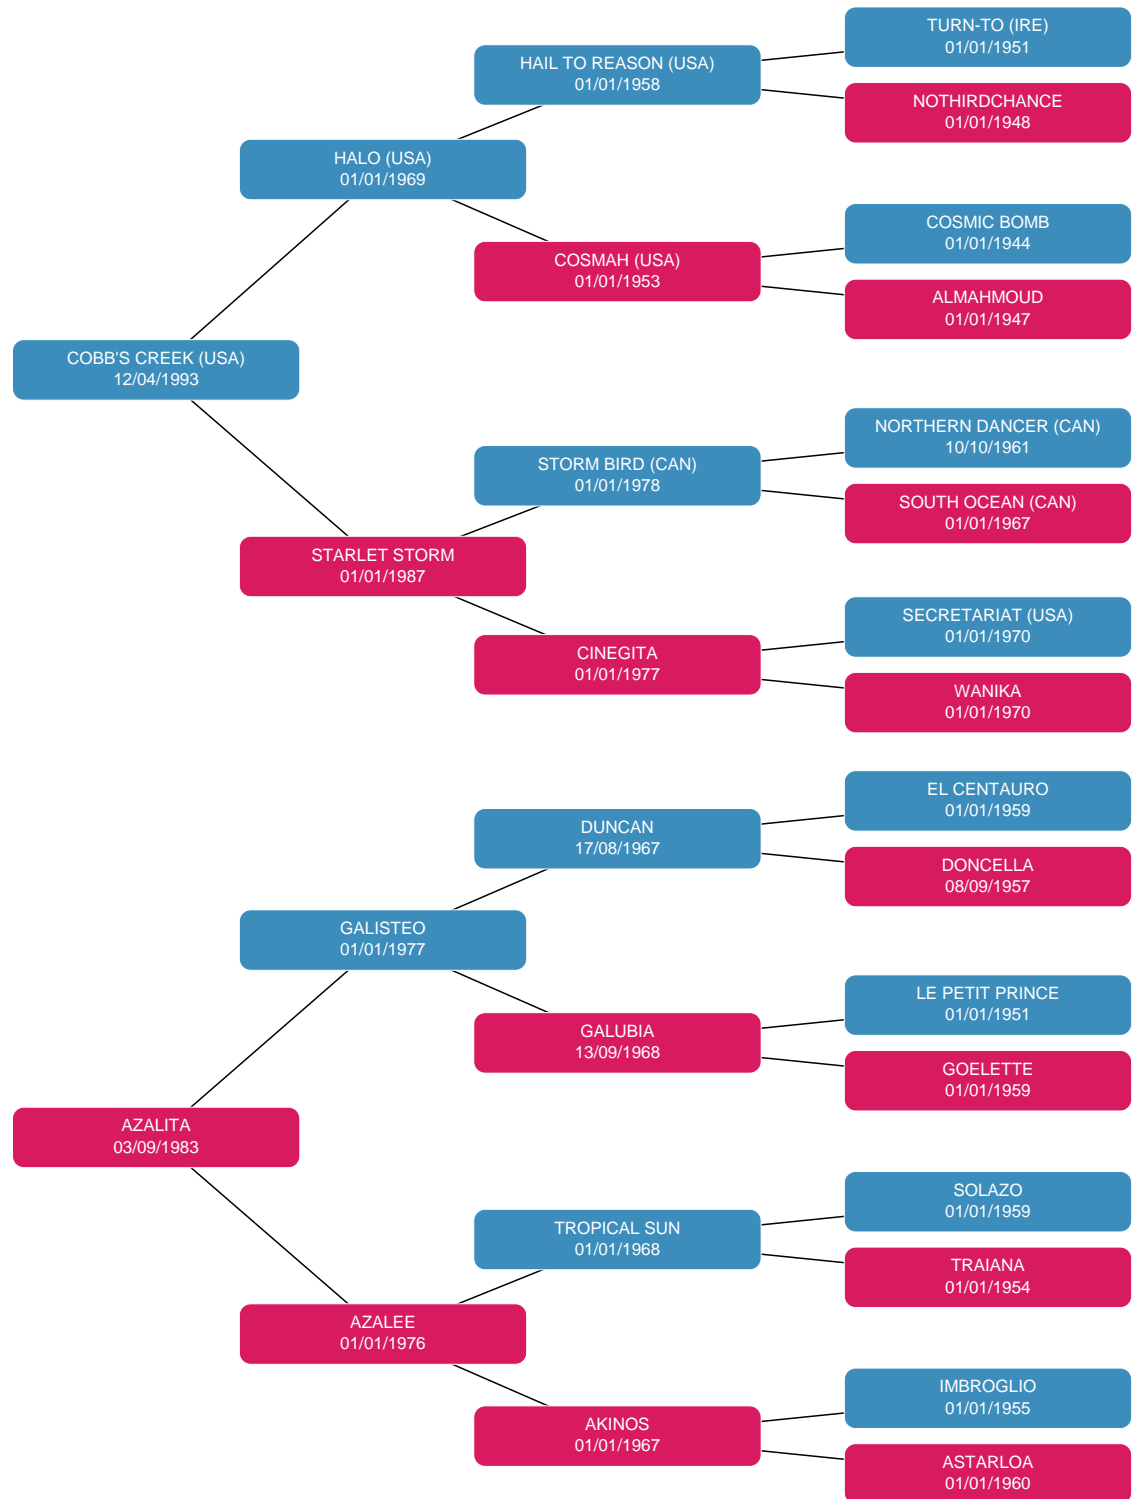 TURN-TO (IRE)
01/01/1951
HAIL TO REASON (USA)
01/01/1958
NOTHIRDCHANCE
01/01/1948
HALO (USA)
01/01/1969
COSMIC BOMB
01/01/1944
COSMAH (USA)
01/01/1953
ALMAHMOUD
01/01/1947
COBB'S CREEK (USA)
12/04/1993
NORTHERN DANCER (CAN)
10/10/1961
STORM BIRD (CAN)
01/01/1978
SOUTH OCEAN (CAN)
01/01/1967
STARLET STORM
01/01/1987
SECRETARIAT (USA)
01/01/1970
CINEGITA
01/01/1977
WANIKA
01/01/1970
EL CENTAURO
01/01/1959
DUNCAN
17/08/1967
DONCELLA
08/09/1957
GALISTEO
01/01/1977
LE PETIT PRINCE
01/01/1951
GALUBIA
13/09/1968
GOELETTE
01/01/1959
AZALITA
03/09/1983
SOLAZO
01/01/1959
TROPICAL SUN
01/01/1968
TRAIANA
01/01/1954
AZALEE
01/01/1976
IMBROGLIO
01/01/1955
AKINOS
01/01/1967
ASTARLOA
01/01/1960